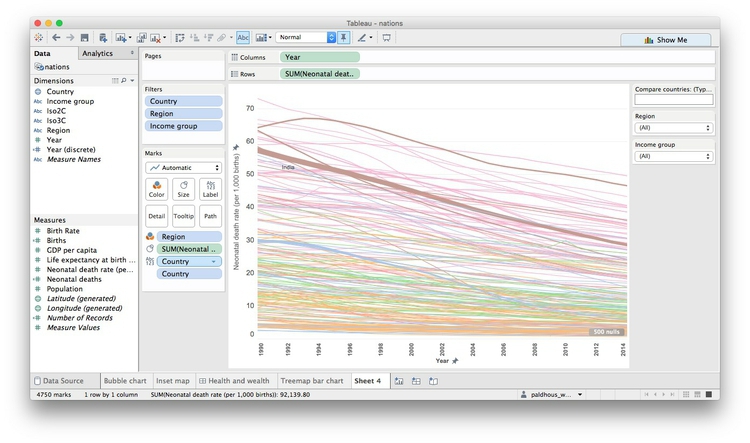 Tableau - nations
Abc
Normal
Show Me
Data
Analytics
nations
Dimensions
Country
Abc Income group
Abc Iso2C
Abc Iso3C
Abc Region
# Year
Year (discrete)
Abc Measure Names
Measures
# Birth Rate
Births
# GDP per capita
# Life expectancy at birth ...
# Neonatal death rate (pe...
Neonatal deaths
# Population
Latitude (generated)
Longitude (generated)
Number of Records
# Measure Values
Pages
Filters
Country
Region
Income group
Marks
Automatic
Color
Size
Label
Detail
Tooltip
Path
Region
SUM(Neonatal ..
Country
Country
Columns
Year
Rows
SUM(Neonatal deat..
Neonatal death rate (per 1,000 births)
70
60
50
40
30
20
10
0
India
500 nulls
1990
1992
1994
1996
1998
2000
2002
2004
2006
2008
2010
2012
2014
Year
Compare countries: (Typ...
Region
(All)
Income group
(All)
Data Source
Bubble chart
Inset map
Health and wealth
Treemap bar chart
Sheet 4
4750 marks
1 row by 1 column
SUM(Neonatal death rate (per 1,000 births)): 92,139.80
paldhous_w...